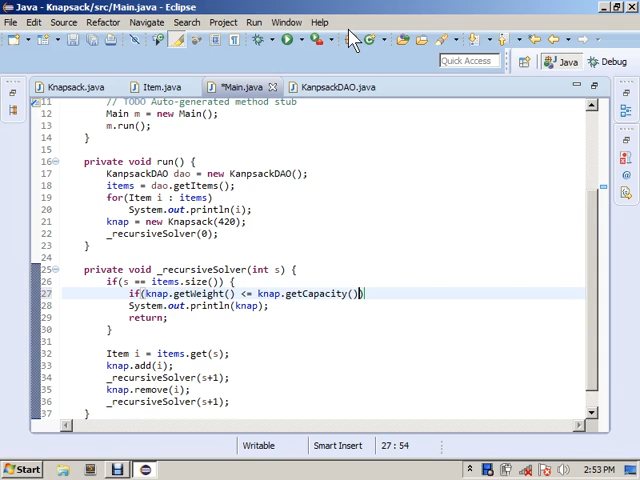 Java - Knapsack/src/Main.java - Eclipse
File Edit Source Refactor Navigate Search Project Run Window Help
Quick Access Java Debug
Knapsack.java Item.java *Main.java KanpsackDAO.java
11 // TODO Auto-generated method stub
12 Main m = new Main();
13 m.run();
14 }
15
16 private void run() {
17 KanpsackDAO dao = new KanpsackDAO();
18 items = dao.getItems();
19 for(Item i : items)
20 System.out.println(i);
21 knap = new Knapsack(420);
22 _recursiveSolver(0);
23 }
24
25 private void _recursiveSolver(int s) {
26 if(s == items.size()) {
27 if(knap.getWeight() <= knap.getCapacity())
28 System.out.println(knap);
29 return;
30 }
31
32 Item i = items.get(s);
33 knap.add(i);
34 _recursiveSolver(s+1);
35 knap.remove(i);
36 _recursiveSolver(s+1);
37 }
Writable Smart Insert 27 : 54
Start 2:53 PM